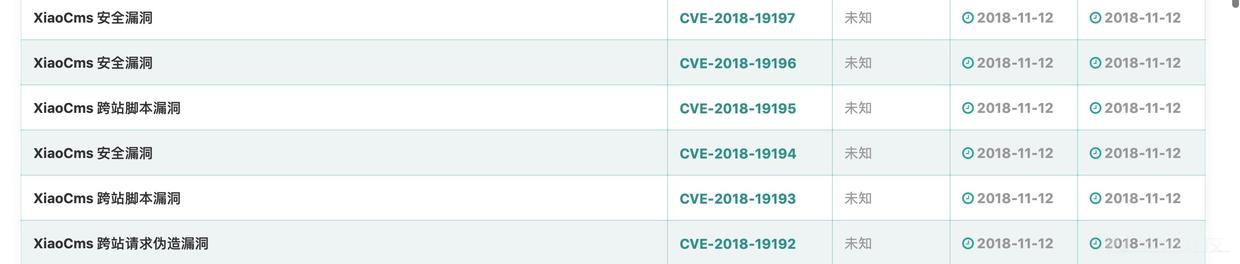 XiaoCms 安全漏洞 CVE-2018-19197 未知 2018-11-12 2018-11-12
XiaoCms 安全漏洞 CVE-2018-19196 未知 2018-11-12 2018-11-12
XiaoCms 跨站脚本漏洞 CVE-2018-19195 未知 2018-11-12 2018-11-12
XiaoCms 安全漏洞 CVE-2018-19194 未知 2018-11-12 2018-11-12
XiaoCms 跨站脚本漏洞 CVE-2018-19193 未知 2018-11-12 2018-11-12
XiaoCms 跨站请求伪造漏洞 CVE-2018-19192 未知 2018-11-12 2018-11-12